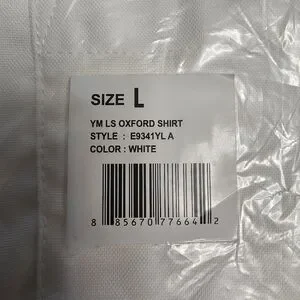 SIZE L
YM LS OXFORD SHIRT
STYLE : E9341YL A
COLOR : WHITE
8 85670 77664 2